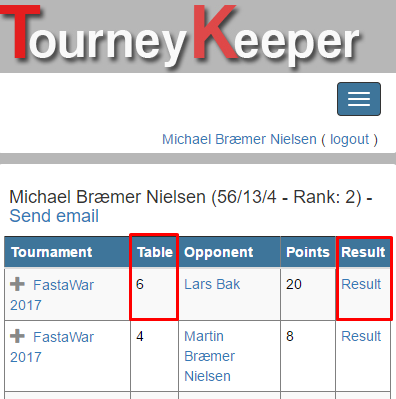 TourneyKeeper
Michael Bræmer Nielsen ( logout )
Michael Bræmer Nielsen (56/13/4 - Rank: 2) -
Send email
Tournament Table Opponent Points Result
FastaWar 6 Lars Bak 20 Result
2017
FastaWar 4 Martin 8 Result
2017 Bræmer
Nielsen